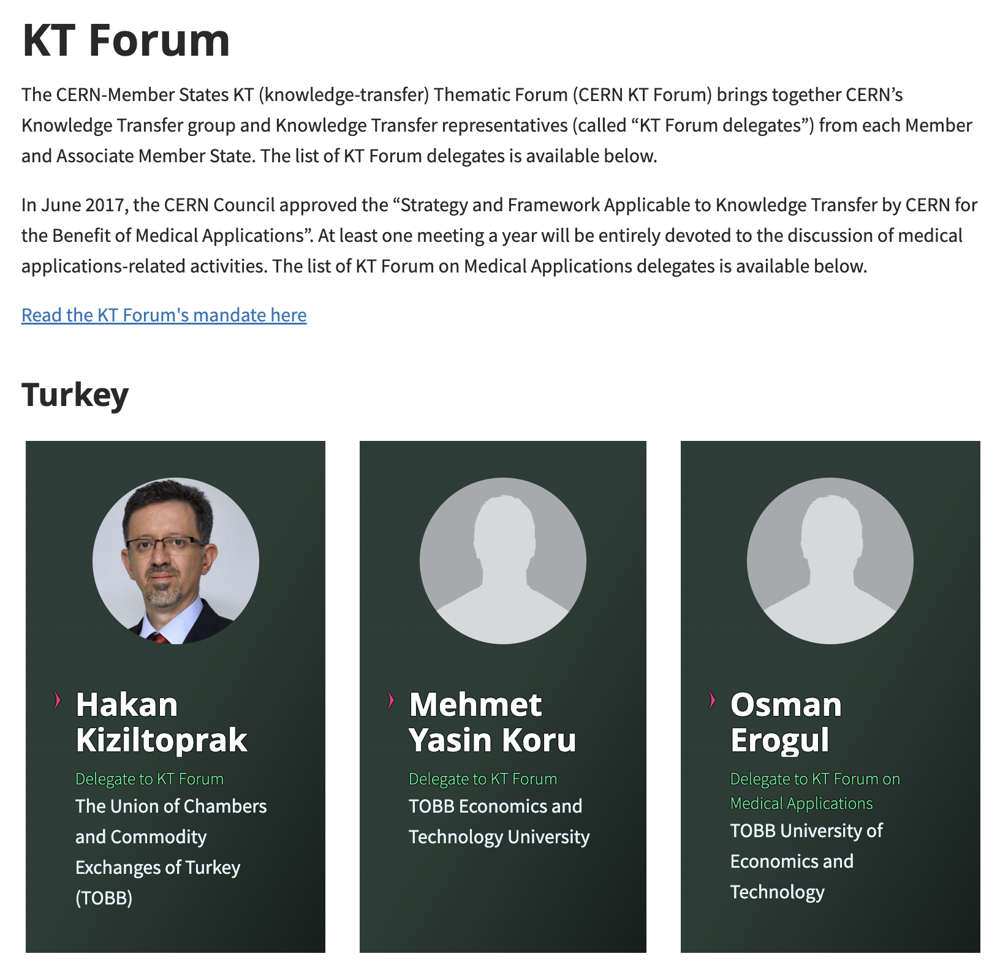 KT Forum
The CERN-Member States KT (knowledge-transfer) Thematic Forum (CERN KT Forum) brings together CERN’s
Knowledge Transfer group and Knowledge Transfer representatives (called “KT Forum delegates”) from each Member
and Associate Member State. The list of KT Forum delegates is available below.
In June 2017, the CERN Council approved the “Strategy and Framework Applicable to Knowledge Transfer by CERN for
the Benefit of Medical Applications”. At least one meeting a year will be entirely devoted to the discussion of medical
applications-related activities. The list of KT Forum on Medical Applications delegates is available below.
Read the KT Forum's mandate here
Turkey
Hakan
Kiziltoprak
Delegate to KT Forum
The Union of Chambers
and Commodity
Exchanges of Turkey
(TOBB)
Mehmet
Yasin Koru
Delegate to KT Forum
TOBB Economics and
Technology University
Osman
Erogul
Delegate to KT Forum on
Medical Applications
TOBB University of
Economics and
Technology